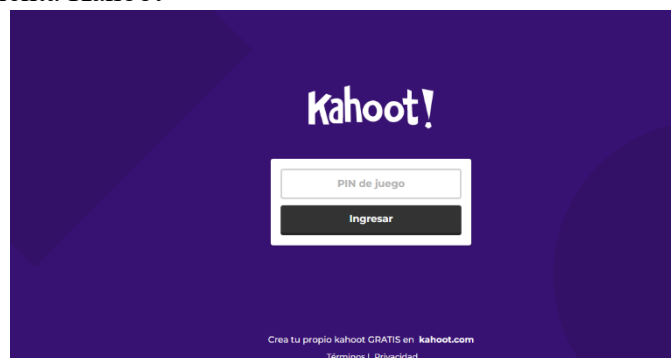 Kahoot!
PIN de juego
Ingresar
Crea tu propio kahoot GRATIS en kahoot.com
Términos | Privacidad